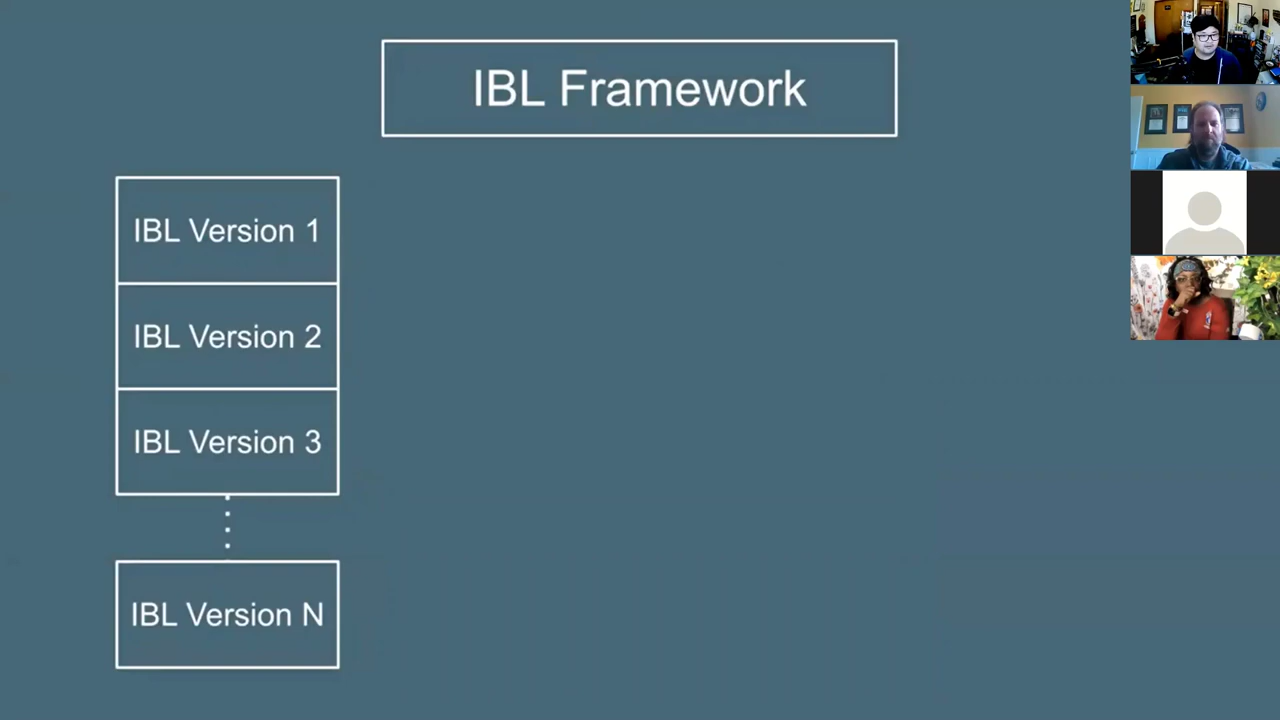 IBL Framework
IBL Version 1
IBL Version 2
IBL Version 3
IBL Version N